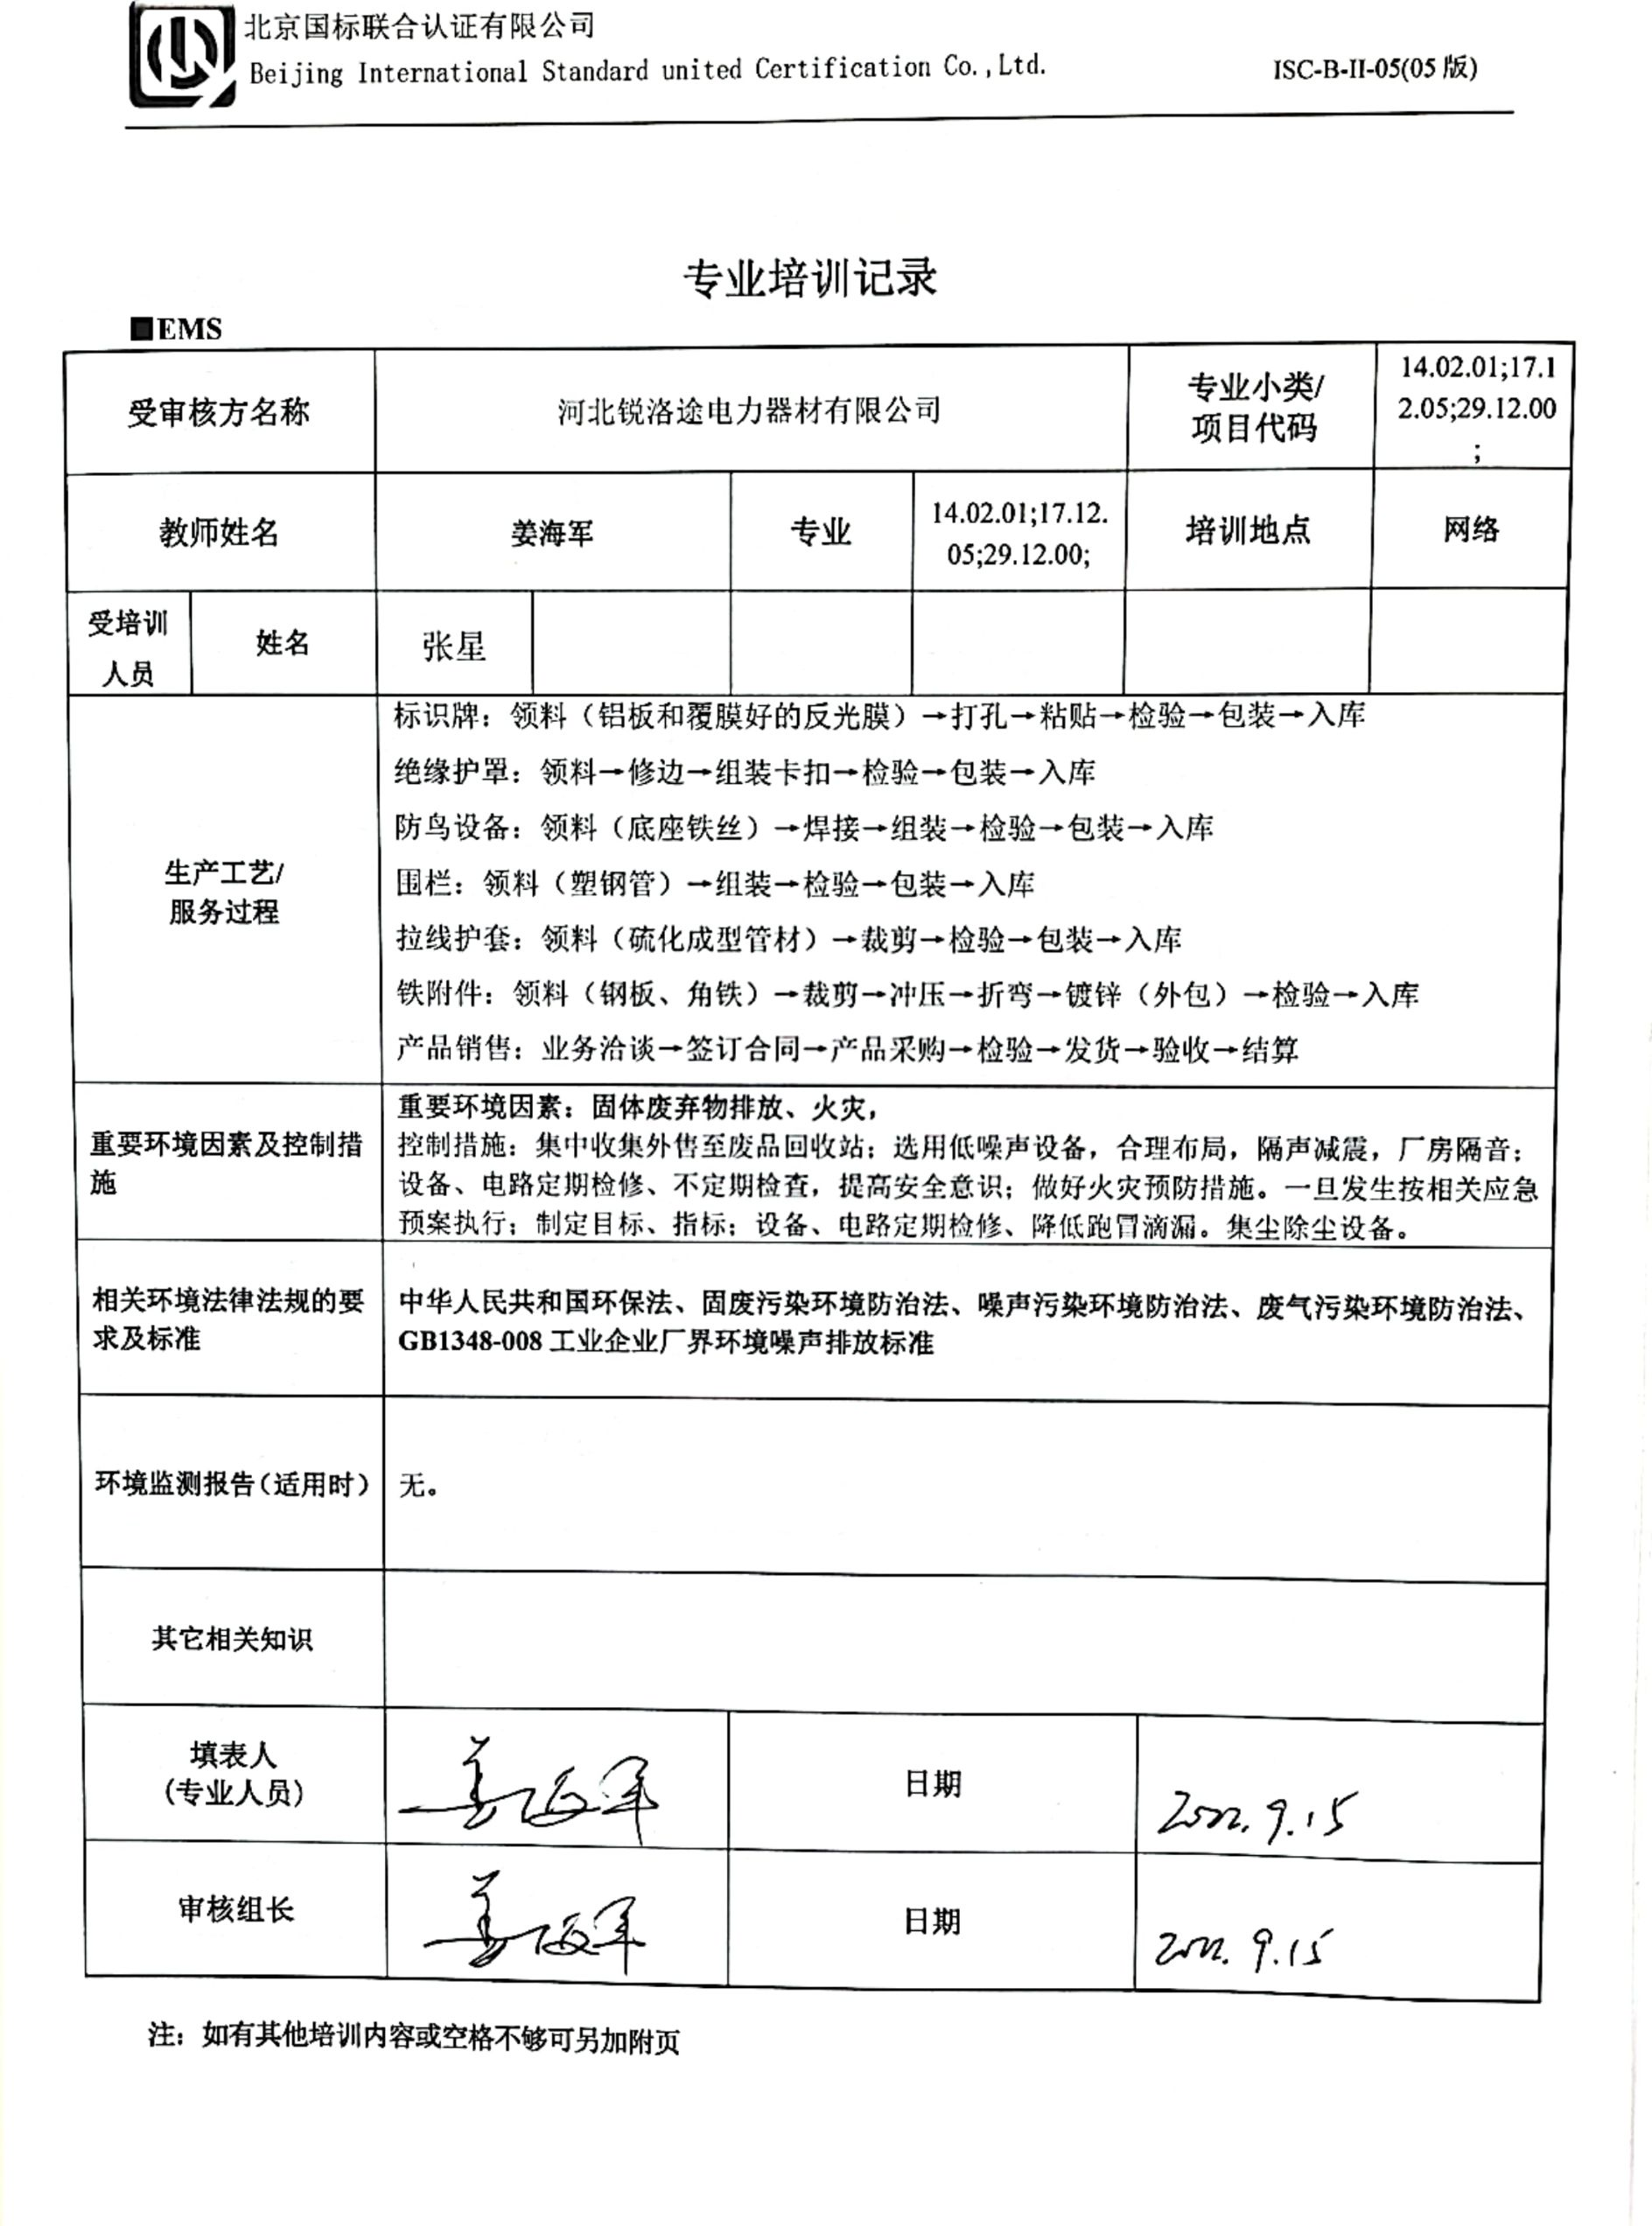 北京国标联合认证有限公司
Beijing International Standard united Certification Co.,Ltd.
ISC-B-II-05(05 版)
专业培训记录
■EMS
受审核方名称
河北锐洛途电力器材有限公司
专业小类/
项目代码
14.02.01;17.1
2.05;29.12.00
;
教师姓名
姜海军
专业
14.02.01;17.12.
05;29.12.00;
培训地点
网络
受培训
人员
姓名
张星
生产工艺/
服务过程
标识牌：领料（铝板和覆膜好的反光膜）→打孔→粘贴→检验→包装→入库
绝缘护罩：领料→修边→组装卡扣→检验→包装→入库
防鸟设备：领料（底座铁丝）→焊接→组装→检验→包装→入库
围栏：领料（塑钢管）→组装→检验→包装→入库
拉线护套：领料（硫化成型管材）→裁剪→检验→包装→入库
铁附件：领料（钢板、角铁）→裁剪→冲压→折弯→镀锌（外包）→检验→入库
产品销售：业务洽谈→签订合同→产品采购→检验→发货→验收→结算
重要环境因素及控制措
施
重要环境因素：固体废弃物排放、火灾，
控制措施：集中收集外售至废品回收站；选用低噪声设备，合理布局，隔声减震，厂房隔音；
设备、电路定期检修、不定期检查，提高安全意识；做好火灾预防措施。一旦发生按相关应急
预案执行；制定目标、指标；设备、电路定期检修、降低跑冒滴漏。集尘除尘设备。
相关环境法律法规的要
求及标准
中华人民共和国环保法、固废污染环境防治法、噪声污染环境防治法、废气污染环境防治法、
GB1348-008 工业企业厂界环境噪声排放标准
环境监测报告（适用时）
无。
其它相关知识
填表人
(专业人员)
姜海军
日期
2022.9.15
审核组长
姜海军
日期
2022.9.15
注：如有其他培训内容或空格不够可另加附页